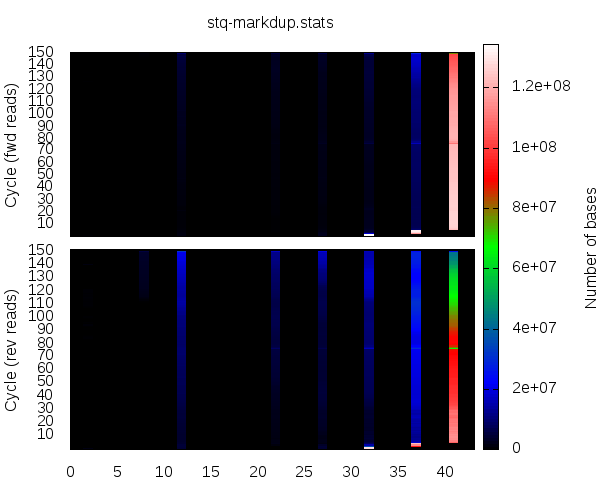 stq-markdup.stats
Cycle (fwd reads)
150
140
130
120
110
100
90
80
70
60
50
40
30
20
10
Cycle (rev reads)
150
140
130
120
110
100
90
80
70
60
50
40
30
20
10
0 5 10 15 20 25 30 35 40
1.2e+08
1e+08
8e+07
6e+07
4e+07
2e+07
0
Number of bases